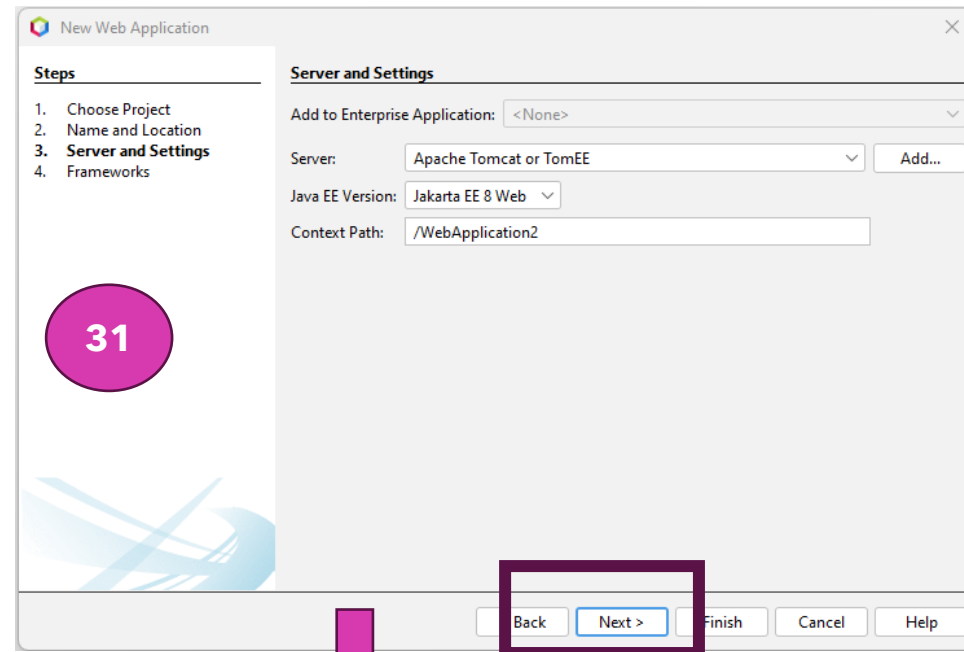 New Web Application
Steps
1. Choose Project
2. Name and Location
3. Server and Settings
4. Frameworks
Server and Settings
Add to Enterprise Application: <None>
Server: Apache Tomcat or TomEE Add...
Java EE Version: Jakarta EE 8 Web
Context Path: /WebApplication2
31
Back Next > Finish Cancel Help